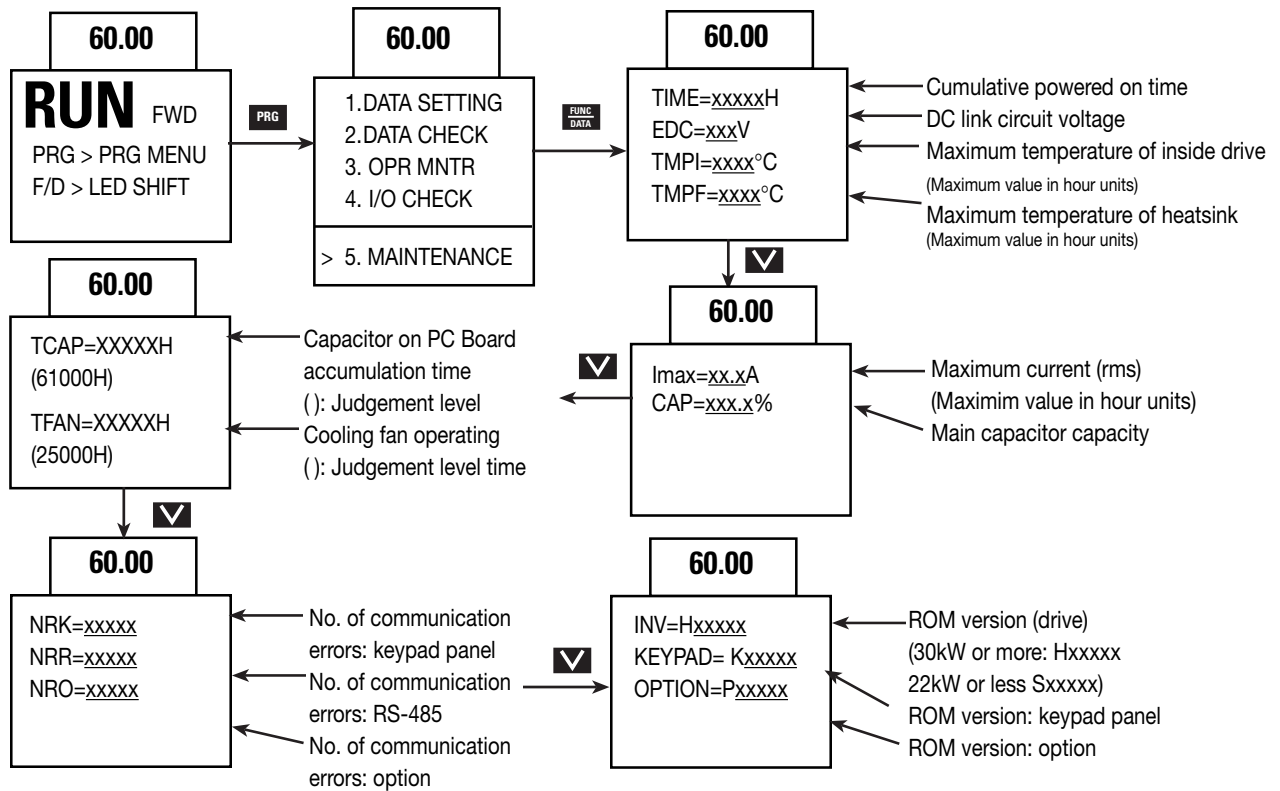 60.00
RUN FWD
PRG > PRG MENU
F/D > LED SHIFT
PRG
60.00
1.DATA SETTING
2.DATA CHECK
3. OPR MNTR
4. I/O CHECK
> 5. MAINTENANCE
FUNC
DATA
60.00
TIME=xxxxxH
EDC=xxxV
TMPI=xxxx°C
TMPF=xxxx°C
Cumulative powered on time
DC link circuit voltage
Maximum temperature of inside drive
(Maximum value in hour units)
Maximum temperature of heatsink
(Maximum value in hour units)
60.00
Imax=xx.xA
CAP=xxx.x%
Maximum current (rms)
(Maximim value in hour units)
Main capacitor capacity
60.00
TCAP=XXXXXH
(61000H)
TFAN=XXXXXH
(25000H)
Capacitor on PC Board
accumulation time
( ): Judgement level
Cooling fan operating
( ): Judgement level time
60.00
NRK=xxxxx
NRR=xxxxx
NRO=xxxxx
No. of communication
errors: keypad panel
No. of communication
errors: RS-485
No. of communication
errors: option
60.00
INV=Hxxxxx
KEYPAD= Kxxxxx
OPTION=Pxxxxx
ROM version (drive)
(30kW or more: Hxxxxx
22kW or less Sxxxxx)
ROM version: keypad panel
ROM version: option